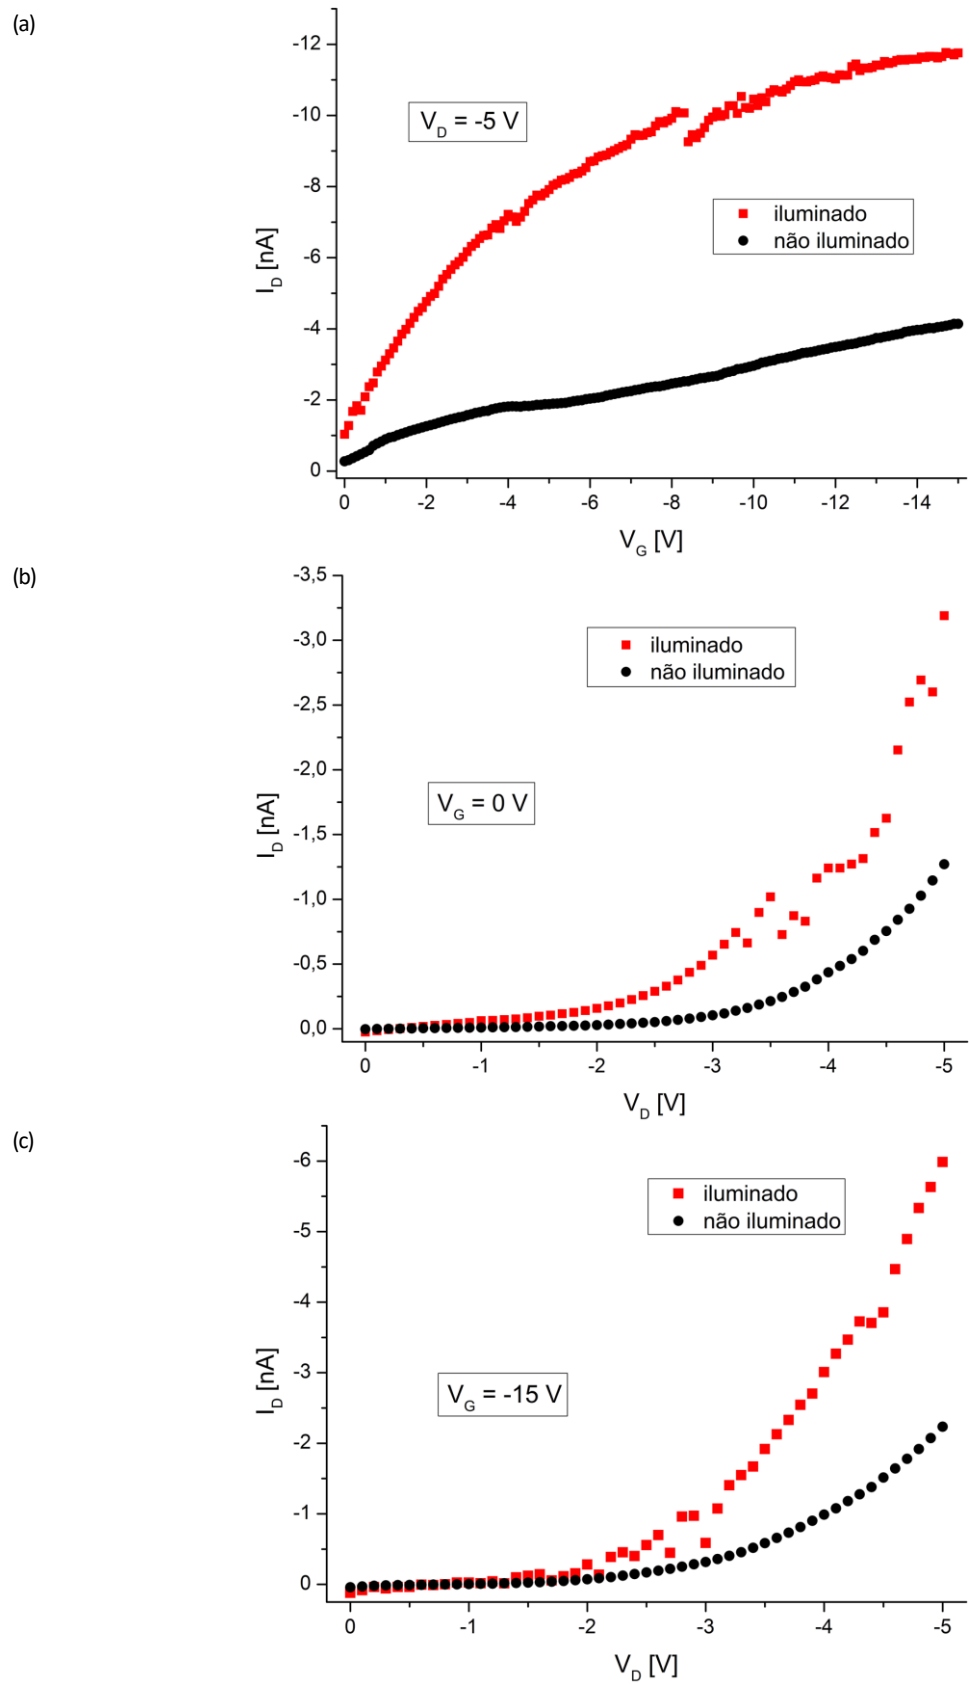 (a)
-12
-10
-8
-6
-4
-2
0
I_D [nA]
V_D = -5 V
iluminado
não iluminado
0 -2 -4 -6 -8 -10 -12 -14
V_G [V]
(b)
-3,5
-3,0
-2,5
-2,0
-1,5
-1,0
-0,5
0,0
I_D [nA]
iluminado
não iluminado
V_G = 0 V
0 -1 -2 -3 -4 -5
V_D [V]
(c)
-6
-5
-4
-3
-2
-1
0
I_D [nA]
iluminado
não iluminado
V_G = -15 V
0 -1 -2 -3 -4 -5
V_D [V]